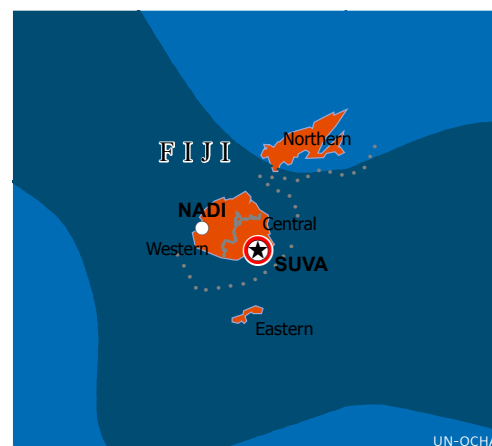 Northern
FIJI
NADI
Central
Western
SUVA
Eastern
UN-OCHA